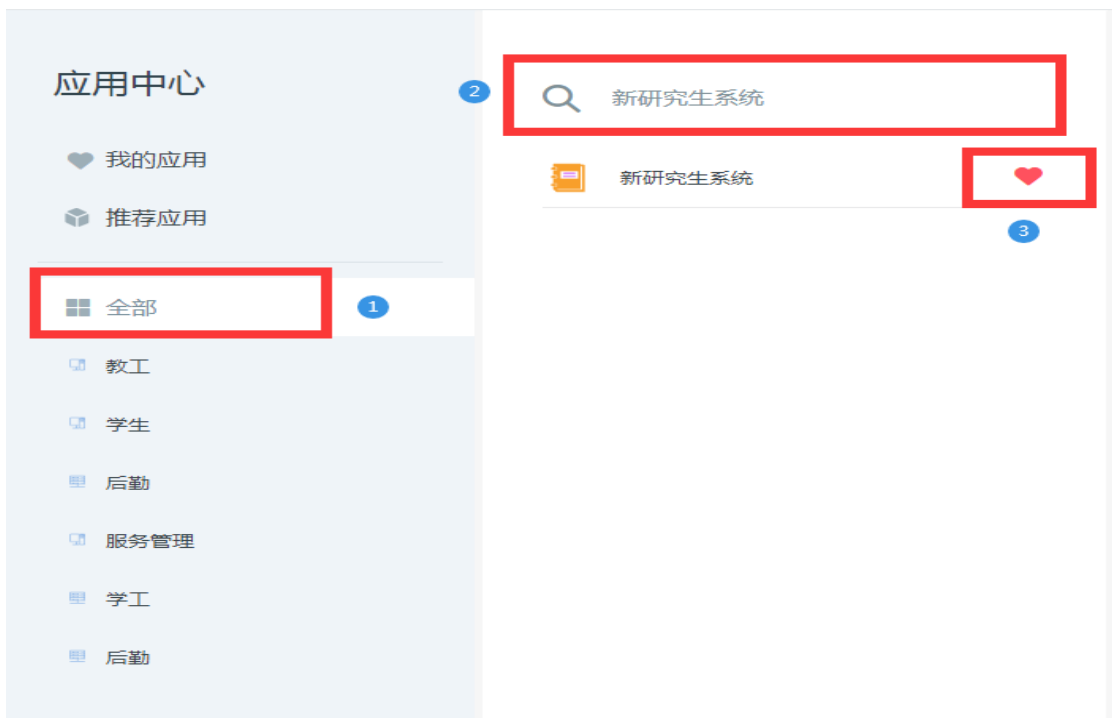 应用中心
我的应用
推荐应用
全部
1
教工
学生
后勤
服务管理
学工
后勤
2
新研究生系统
新研究生系统
3